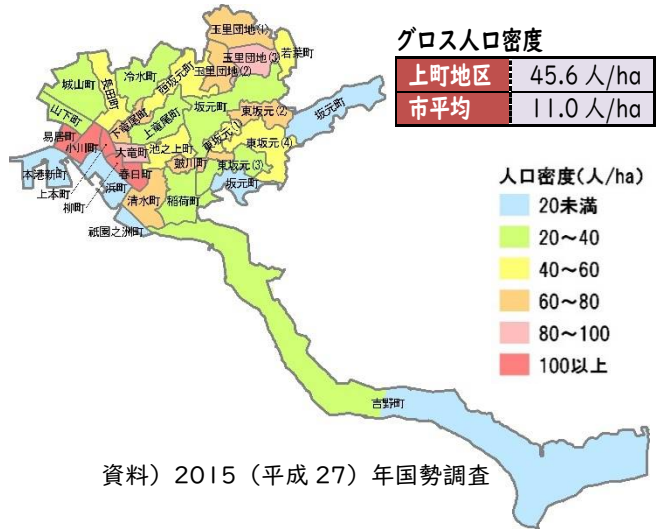 玉里団地(1)
玉里団地(3)
若葉町
冷水町
西坂元町
玉里団地(2)
城山町
長田町
坂元町
東坂元(2)
坂元町
山下町
下竜尾町
上竜尾町
東坂元(1)
易居町
小川町
大竜町
池之上町
東坂元(4)
鼓川町
本港新町
春日町
東坂元(3)
上本町
浜町
坂元町
柳町
清水町
稲荷町
祇園之洲町
吉野町
グロス人口密度
上町地区 45.6 人/ha
市平均 11.0 人/ha
人口密度(人/ha)
20未満
20～40
40～60
60～80
80～100
100以上
資料）2015（平成 27）年国勢調査